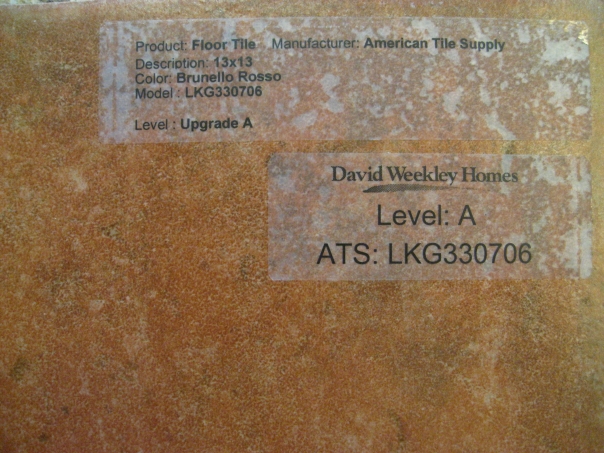 Product: Floor Tile Manufacturer: American Tile Supply
Description: 13x13
Color: Brunello Rosso
Model : LKG330706
Level : Upgrade A
David Weekley Homes
Level: A
ATS: LKG330706